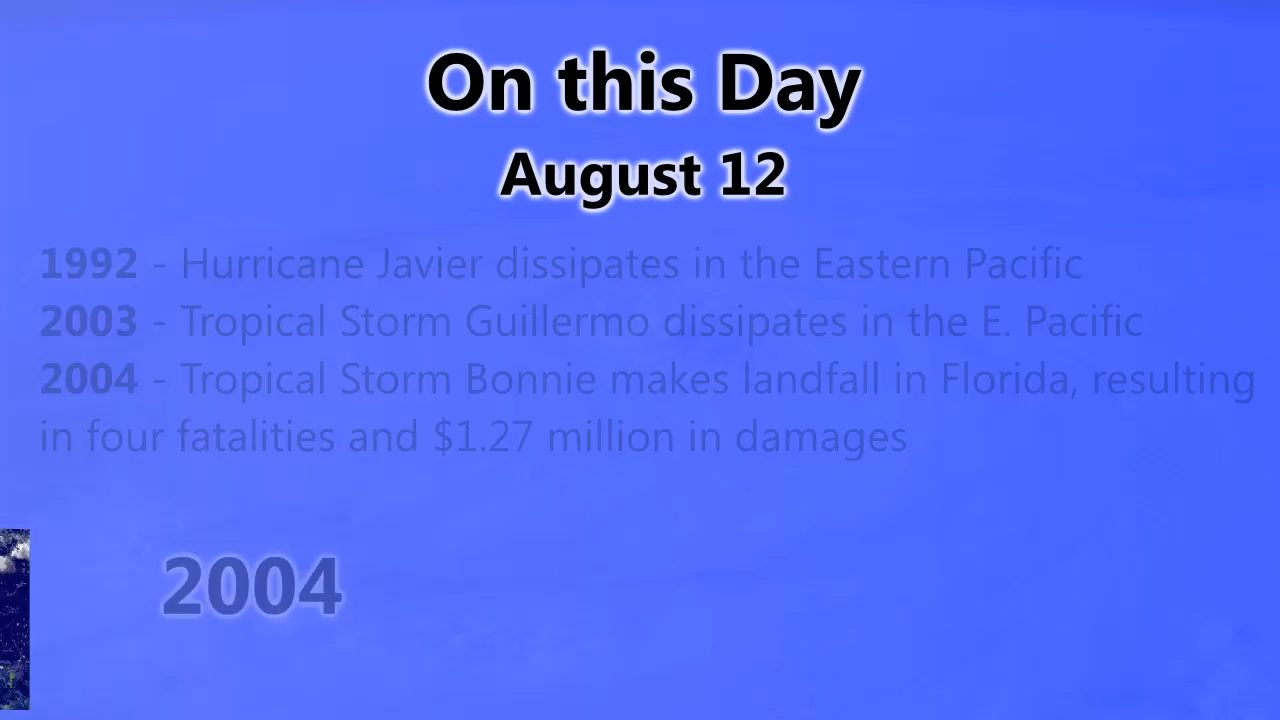 On this Day
August 12
1992 - Hurricane Javier dissipates in the Eastern Pacific
2003 - Tropical Storm Guillermo dissipates in the E. Pacific
2004 - Tropical Storm Bonnie makes landfall in Florida, resulting
in four fatalities and $1.27 million in damages
2004